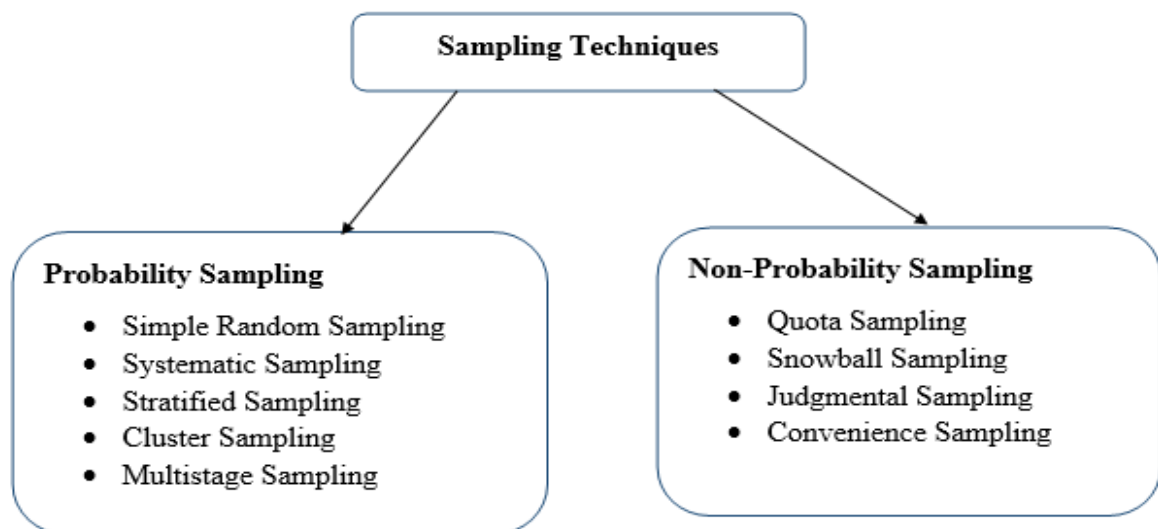 Sampling Techniques
Probability Sampling
• Simple Random Sampling
• Systematic Sampling
• Stratified Sampling
• Cluster Sampling
• Multistage Sampling
Non-Probability Sampling
• Quota Sampling
• Snowball Sampling
• Judgmental Sampling
• Convenience Sampling